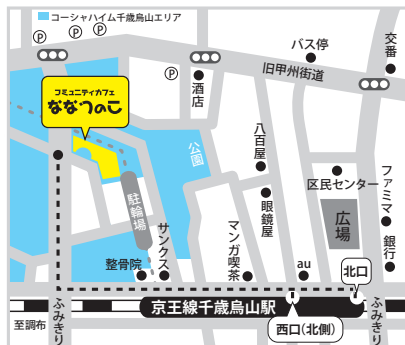 コーシャハイム千歳烏山エリア
P P P
バス停
交番
旧甲州街道
P
酒店
コミュニティカフェ
ななつのこ
公園
八百屋
眼鏡屋
区民センター
ファミマ
広場
銀行
駐輪場
サンクス
マンガ喫茶
整骨院
au
北口
京王線千歳烏山駅
西口(北側)
至調布
ふみきり
ふみきり